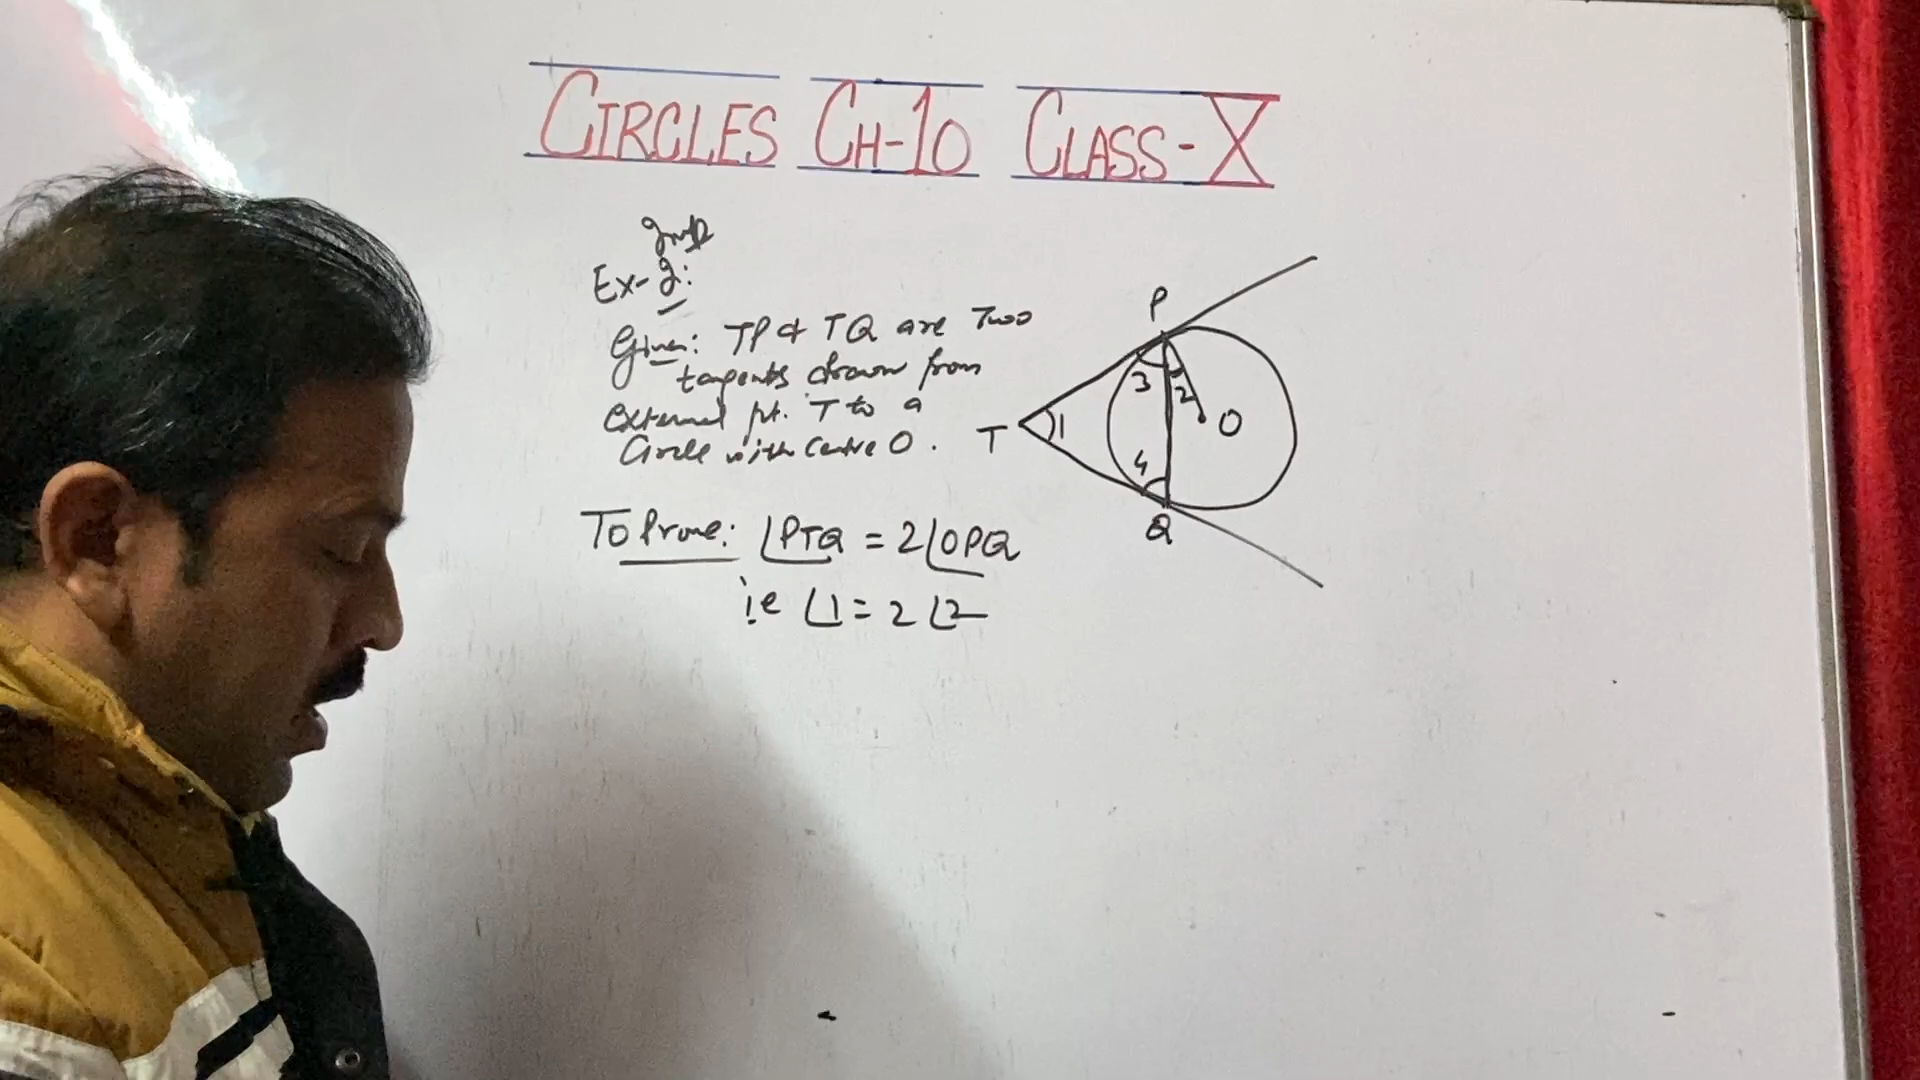 CIRCLES CH-10 CLASS-X
Ex-2:
Given: TP & TQ are Two
tangents drawn from
external pt. T to a
Circle with Centre O.
To Prove: ∠PTQ = 2∠OPQ
i.e ∠1 = 2∠2
P
3
2
T
1
O
4
Q